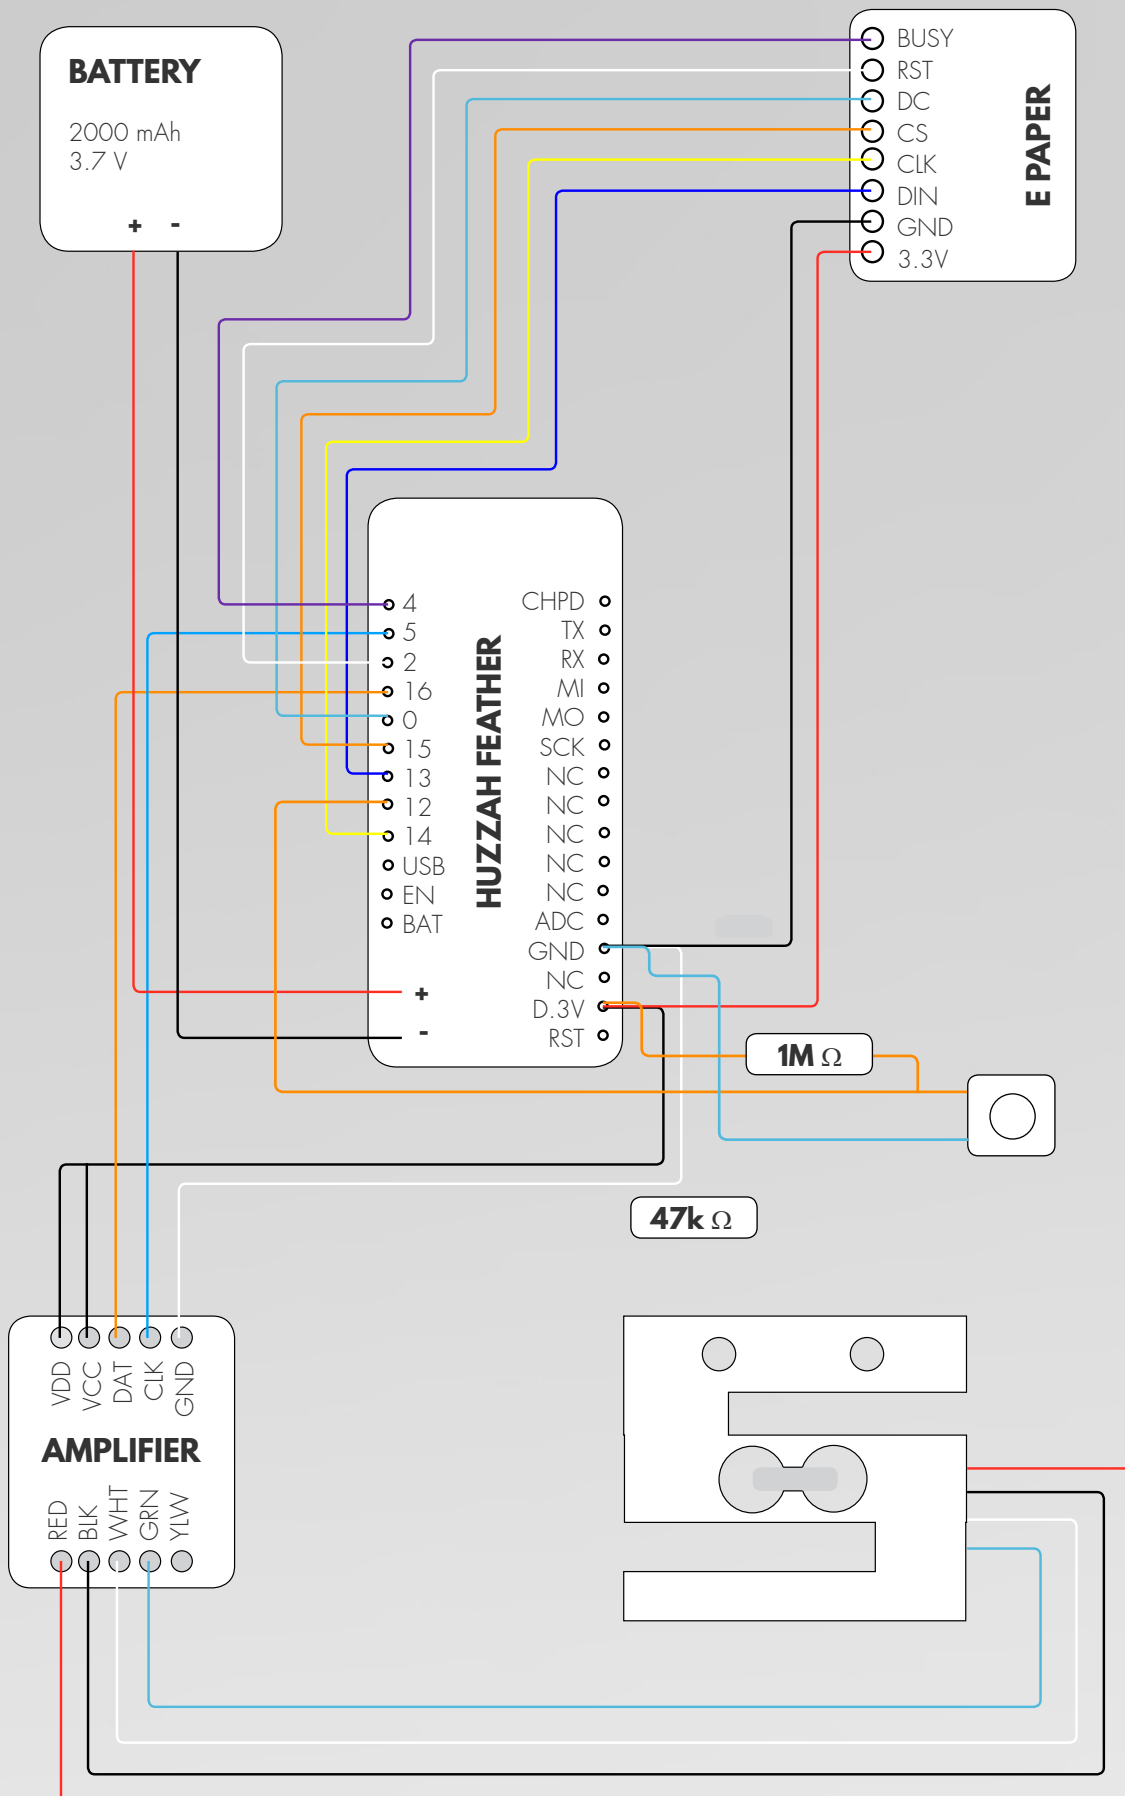 BATTERY
2000 mAh
3.7 V
+ -
BUSY
RST
DC
CS
CLK
DIN
GND
3.3V
E PAPER
4
5
2
16
0
15
13
12
14
USB
EN
BAT
+
-
HUZZAH FEATHER
CHPD
TX
RX
MI
MO
SCK
NC
NC
NC
NC
NC
ADC
GND
NC
D.3V
RST
1M Ω
47k Ω
VDD
VCC
DAT
CLK
GND
AMPLIFIER
RED
BLK
WHT
GRN
YLW